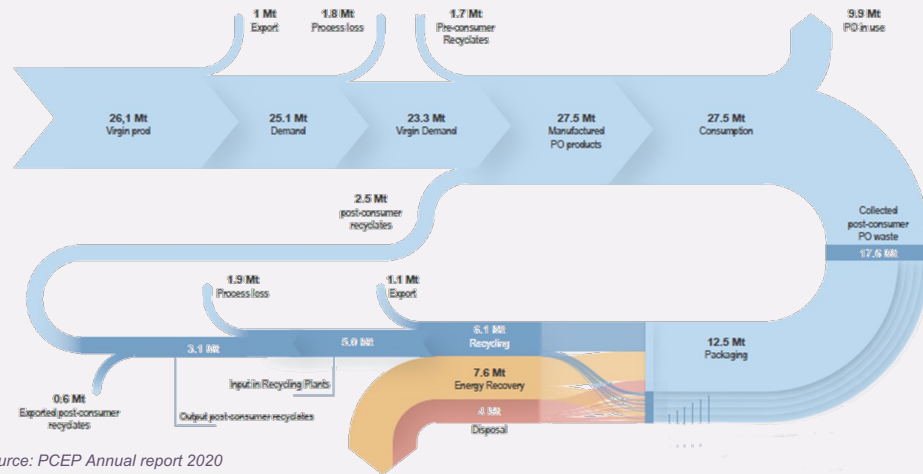 1 Mt
Export
1.8 Mt
Process loss
1.7 Mt
Pre-consumer
Recyclates
9.9 Mt
PO in use
26,1 Mt
Virgin prod
25.1 Mt
Demand
23.3 Mt
Virgin Demand
27.5 Mt
Manufactured
PO products
27.5 Mt
Consumption
2.5 Mt
post-consumer
recyclates
Collected
post-consumer
PO waste
17.6 Mt
1.9 Mt
Process loss
1.1 Mt
Export
3.1 Mt
5.0 Mt
6.1 Mt
Recycling
12.5 Mt
Packaging
7.6 Mt
Energy Recovery
Input in Recycling Plants
0.6 Mt
Exported post-consumer
recyclates
Output post-consumer recyclates
4 Mt
Disposal
urce: PCEP Annual report 2020